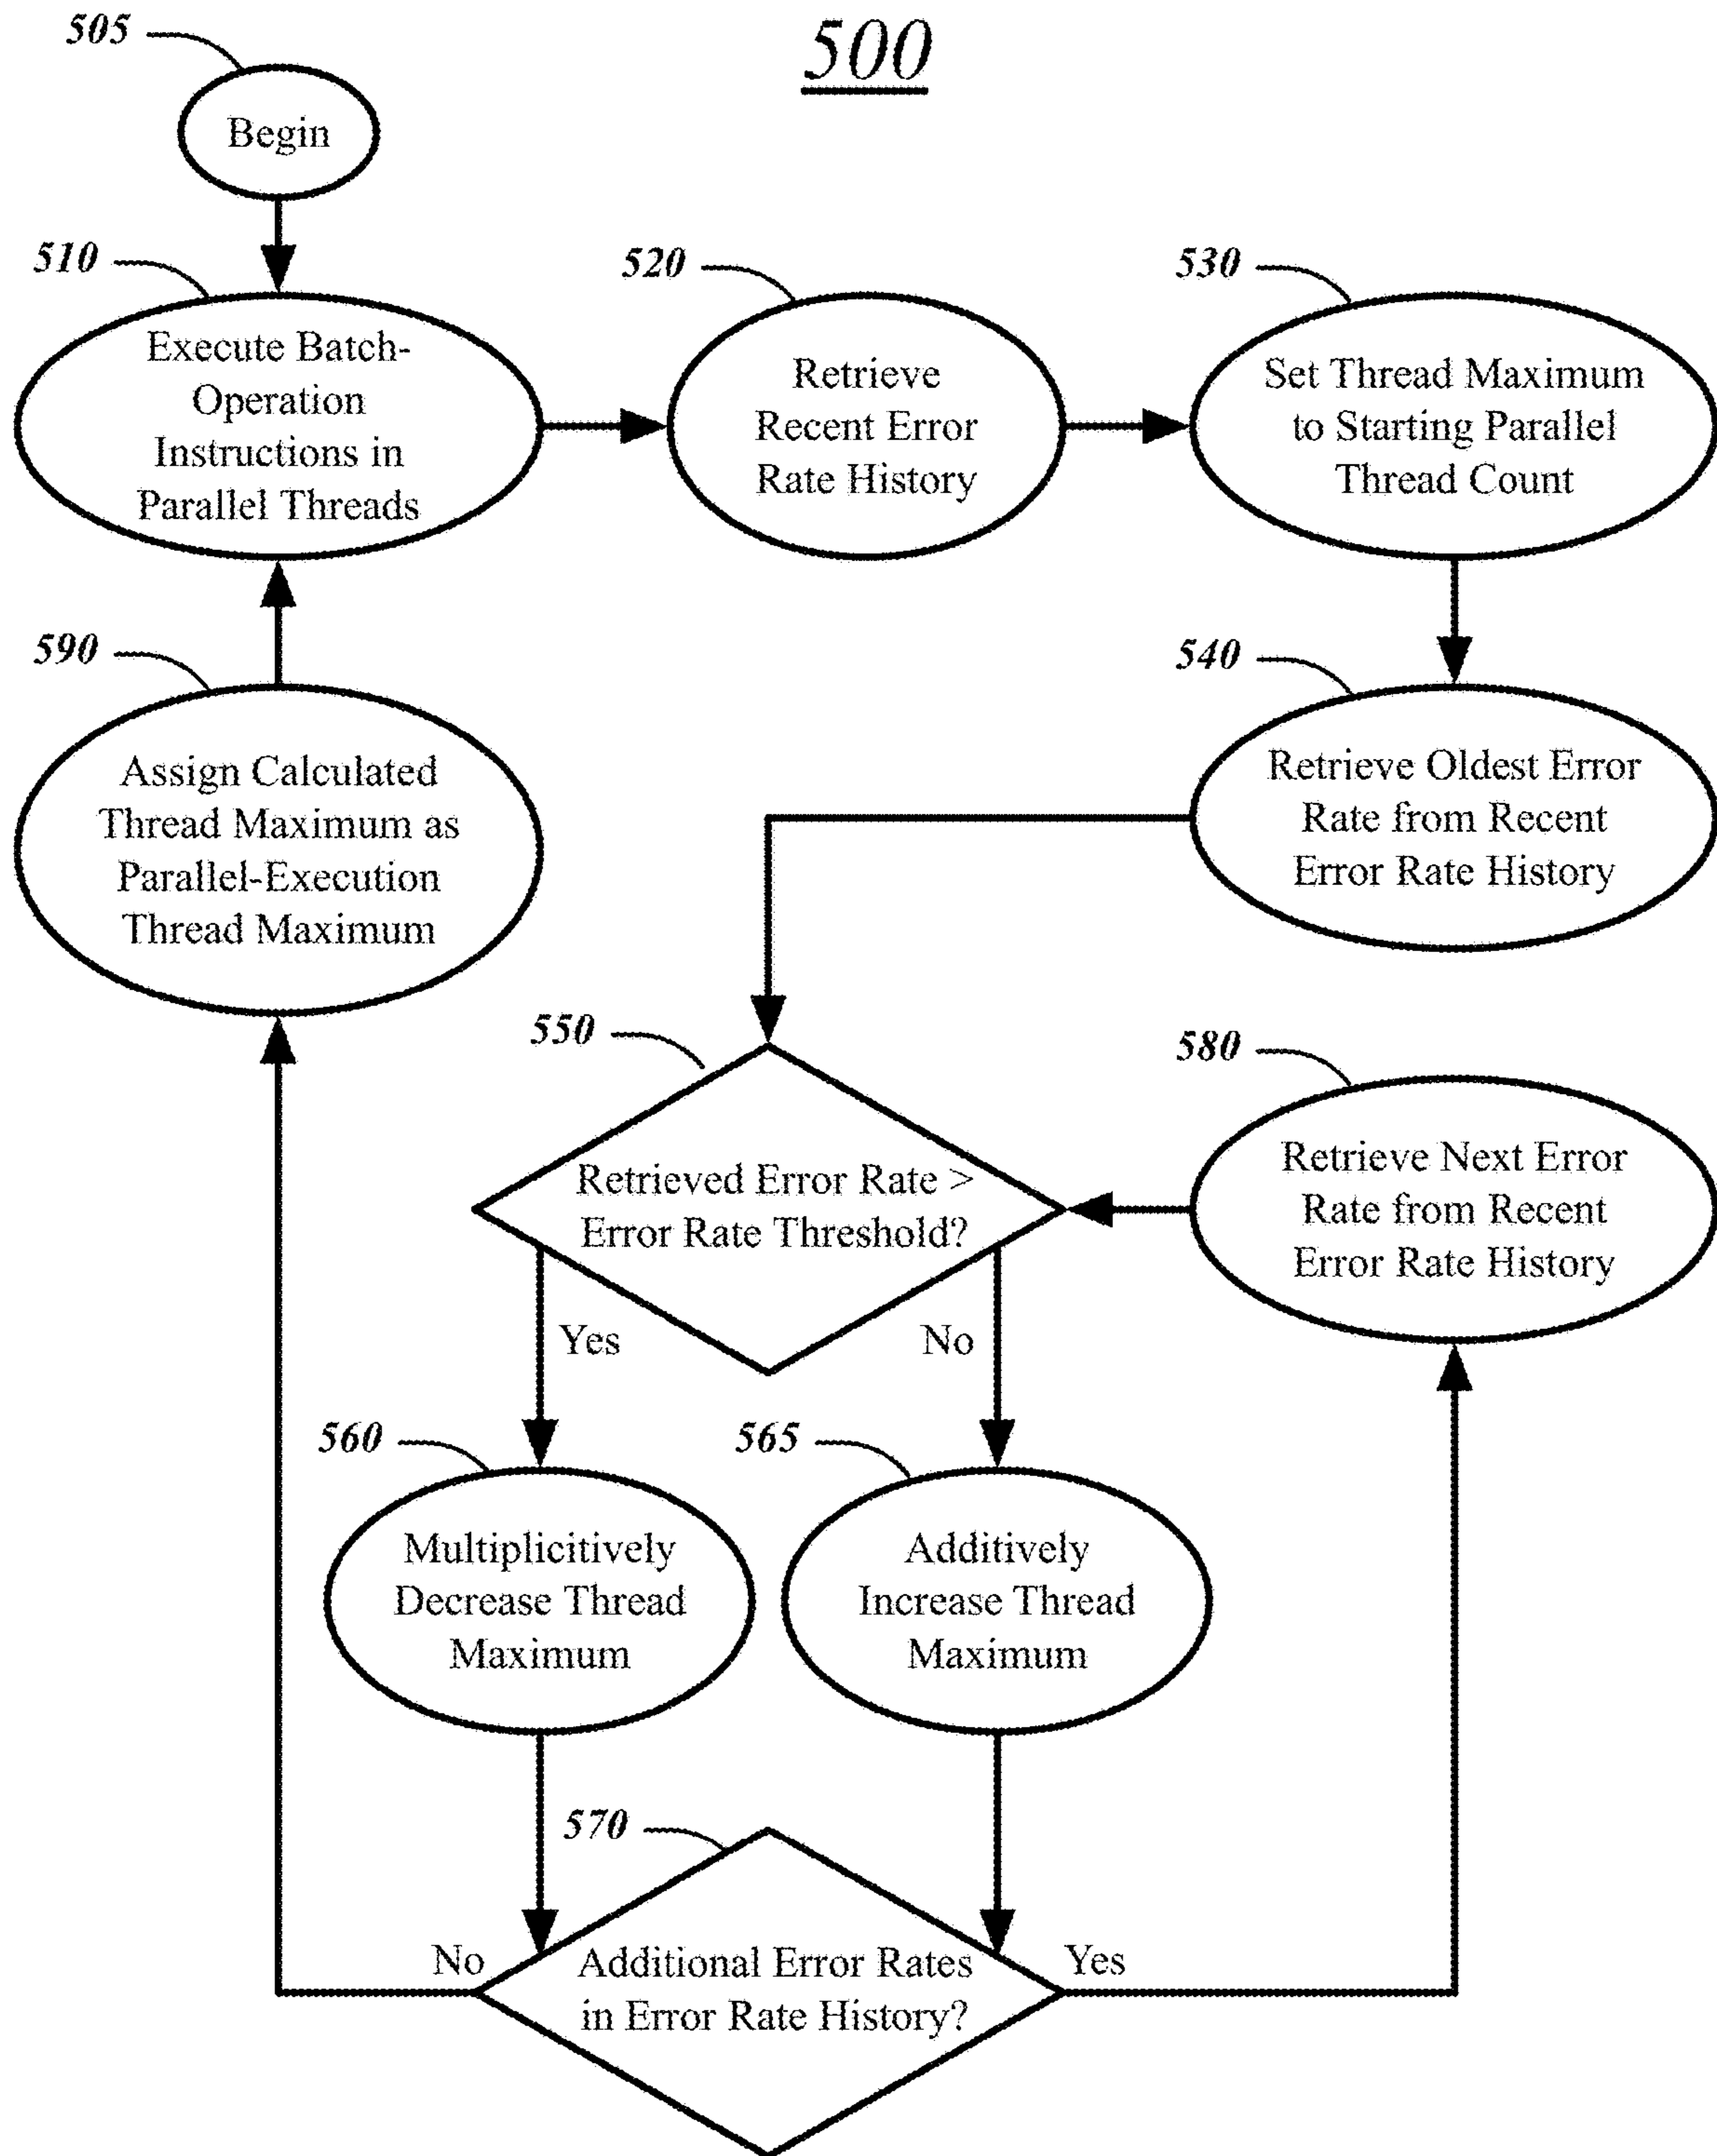 500
505
Begin
510
Execute Batch-
Operation
Instructions in
Parallel Threads
520
Retrieve
Recent Error
Rate History
530
Set Thread Maximum
to Starting Parallel
Thread Count
540
Retrieve Oldest Error
Rate from Recent
Error Rate History
590
Assign Calculated
Thread Maximum as
Parallel-Execution
Thread Maximum
550
Retrieved Error Rate >
Error Rate Threshold?
Yes
No
580
Retrieve Next Error
Rate from Recent
Error Rate History
560
Multiplicitively
Decrease Thread
Maximum
565
Additively
Increase Thread
Maximum
570
Additional Error Rates
in Error Rate History?
No
Yes